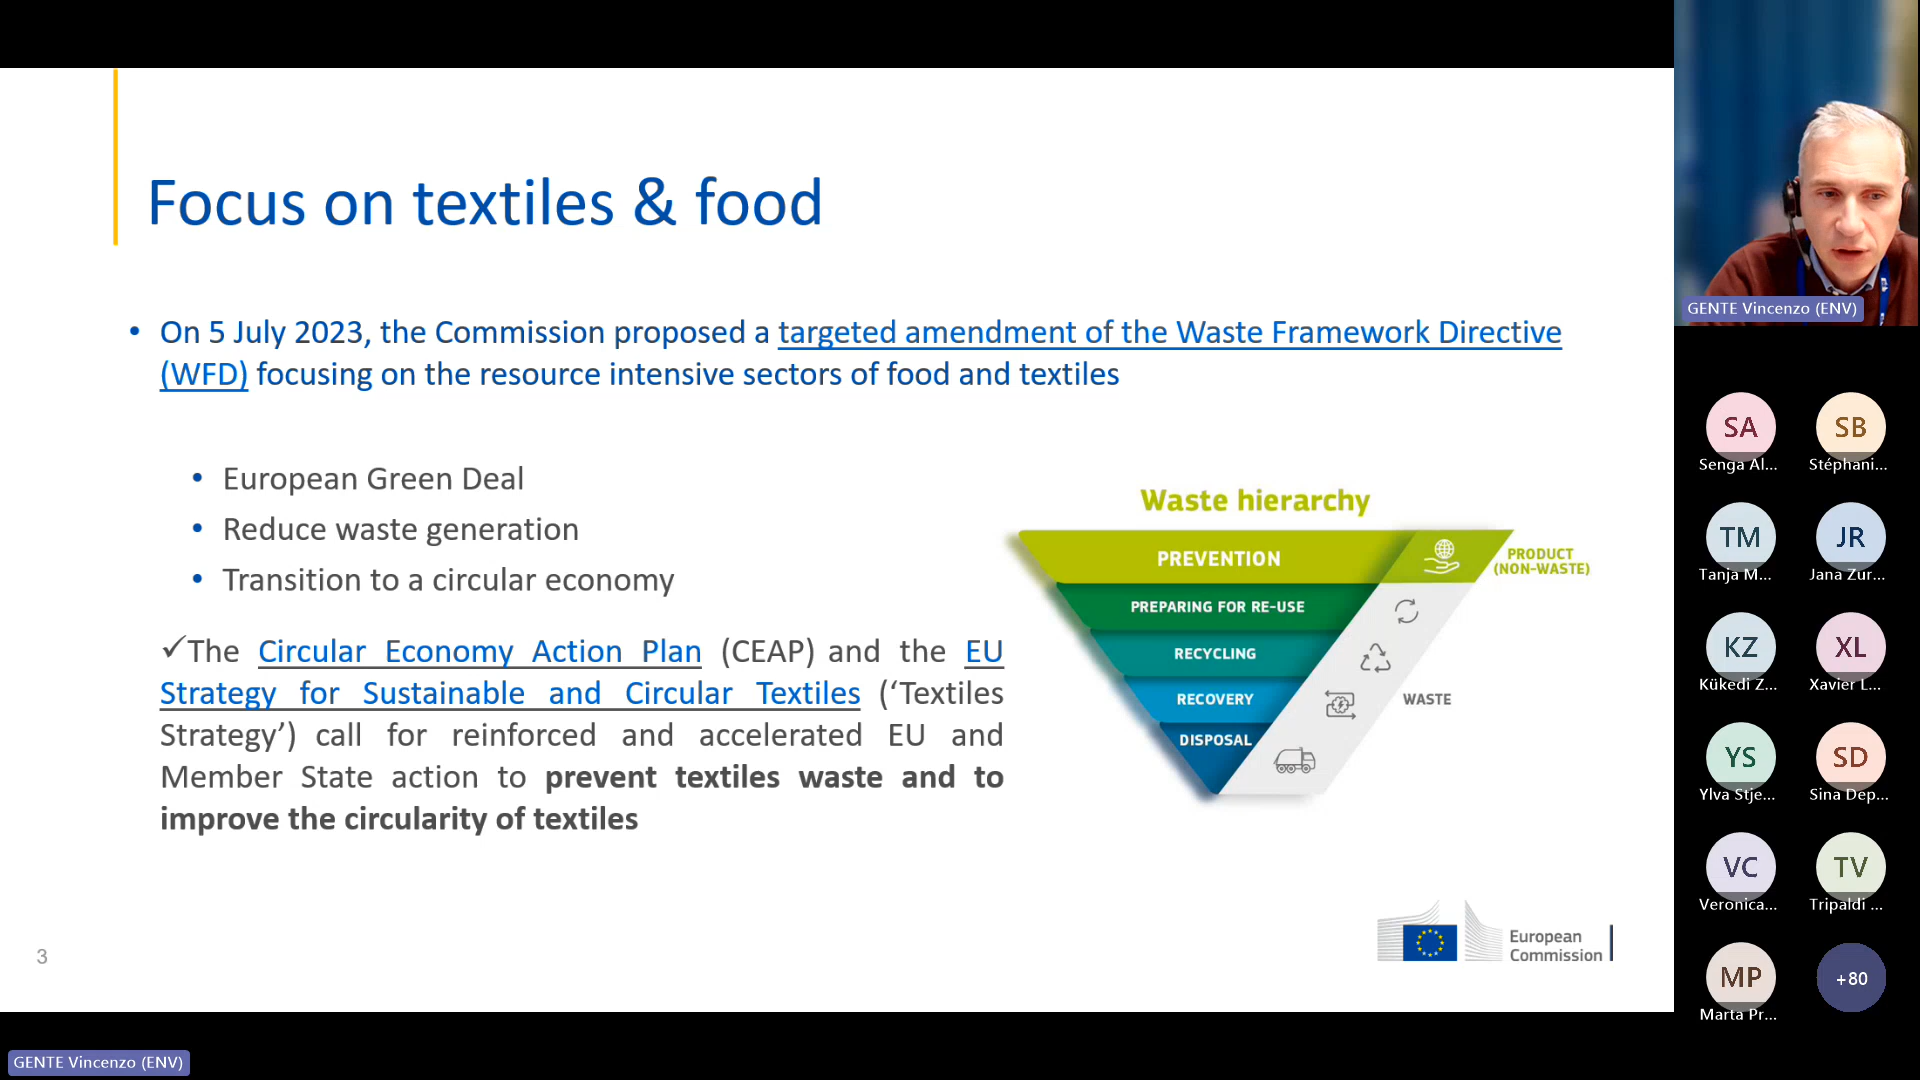 Focus on textiles & food
• On 5 July 2023, the Commission proposed a targeted amendment of the Waste Framework Directive
(WFD) focusing on the resource intensive sectors of food and textiles
• European Green Deal
• Reduce waste generation
• Transition to a circular economy
✓The Circular Economy Action Plan (CEAP) and the EU
Strategy for Sustainable and Circular Textiles (‘Textiles
Strategy’) call for reinforced and accelerated EU and
Member State action to prevent textiles waste and to
improve the circularity of textiles
Waste hierarchy
PREVENTION
PRODUCT
(NON-WASTE)
PREPARING FOR RE-USE
RECYCLING
RECOVERY
WASTE
DISPOSAL
European
Commission
3
GENTE Vincenzo (ENV)
GENTE Vincenzo (ENV)
SA
SB
Senga Al...
Stéphani...
TM
JR
Tanja M...
Jana Zur...
KZ
XL
Kükedi Z...
Xavier L...
YS
SD
Ylva Stje...
Sina Dep...
VC
TV
Veronica...
Tripaldi ...
MP
+80
Marta Pr...